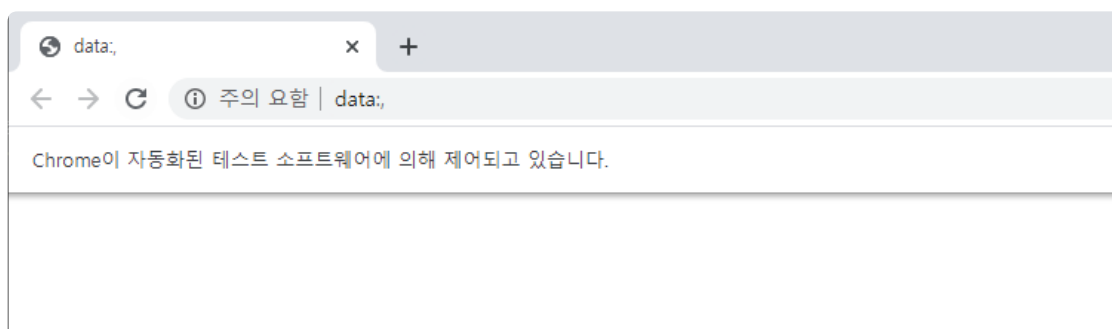 data:,
주의 요함 | data:,
Chrome이 자동화된 테스트 소프트웨어에 의해 제어되고 있습니다.